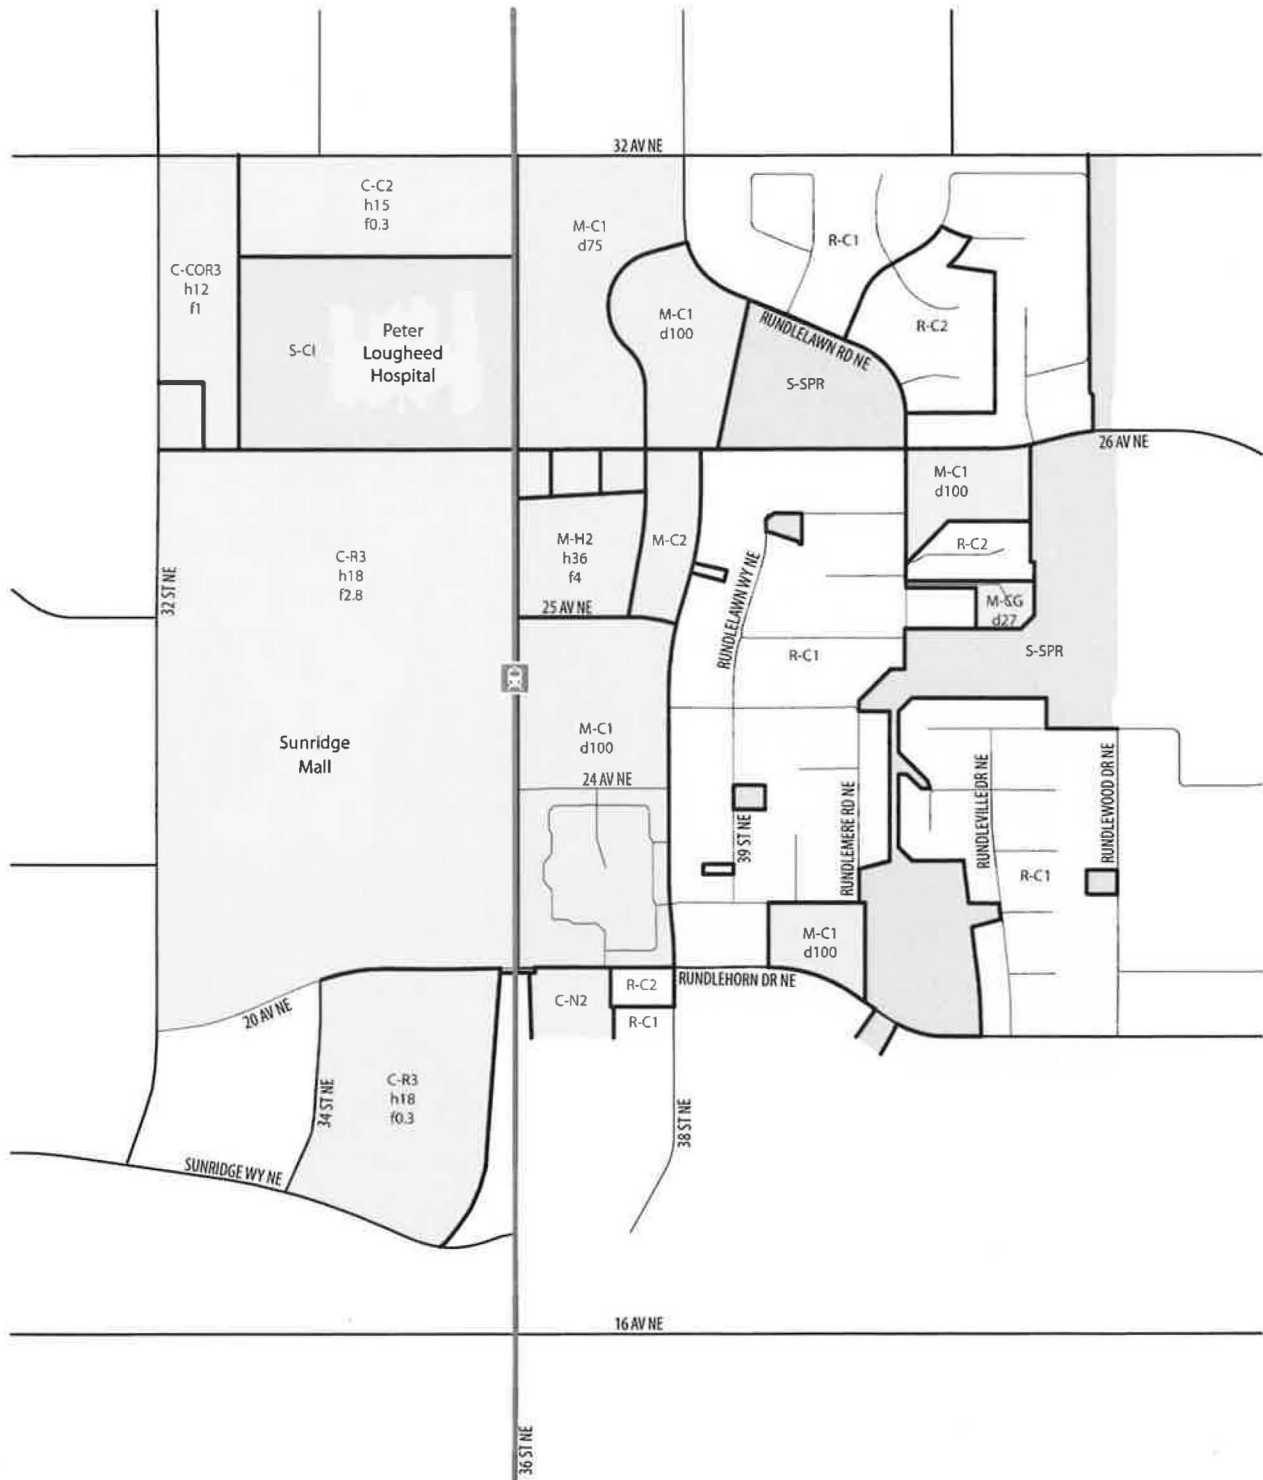 32 AV NE
C-C2
h15
f0.3
M-C1
d75
R-C1
C-COR3
h12
f1
S-CI
Peter
Lougheed
Hospital
M-C1
d100
RUNDLELAWN RD NE
R-C2
S-SPR
26 AV NE
M-C1
d100
C-R3
h18
f2.8
M-H2
h36
f4
M-C2
R-C2
32 ST NE
25 AV NE
RUNDLELAWN WY NE
M-CG
d27
R-C1
S-SPR
Sunridge
Mall
M-C1
d100
24 AV NE
39 ST NE
RUNDLEMERE RD NE
RUNDLEVILLE DR NE
RUNDLEWOOD DR NE
R-C1
M-C1
d100
RUNDLEHORN DR NE
20 AV NE
C-N2
R-C2
R-C1
34 ST NE
C-R3
h18
f0.3
38 ST NE
SUNRIDGE WY NE
16 AV NE
36 ST NE